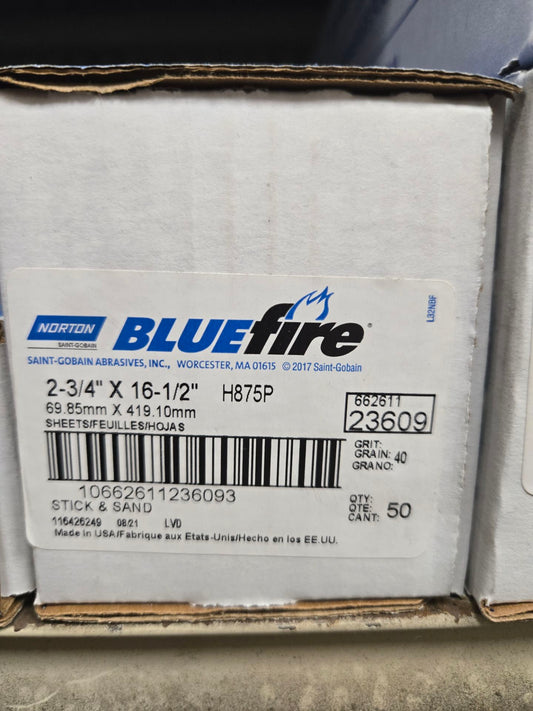 L32NBF
NORTON
SAINT-GOBAIN
BLUEfire®
SAINT-GOBAIN ABRASIVES, INC., WORCESTER, MA 01615 © 2017 Saint-Gobain
2-3/4" X 16-1/2" H875P
69.85mm X 419.10mm
SHEETS/FEUILLES/HOJAS
662611
23609
GRIT:
GRAIN: 40
GRANO:
10662611236093
STICK & SAND
QTY:
QTE: 50
CANT:
116426249 08/21 LVD
Made in USA/Fabrique aux Etats-Unis/Hecho en los EE.UU.